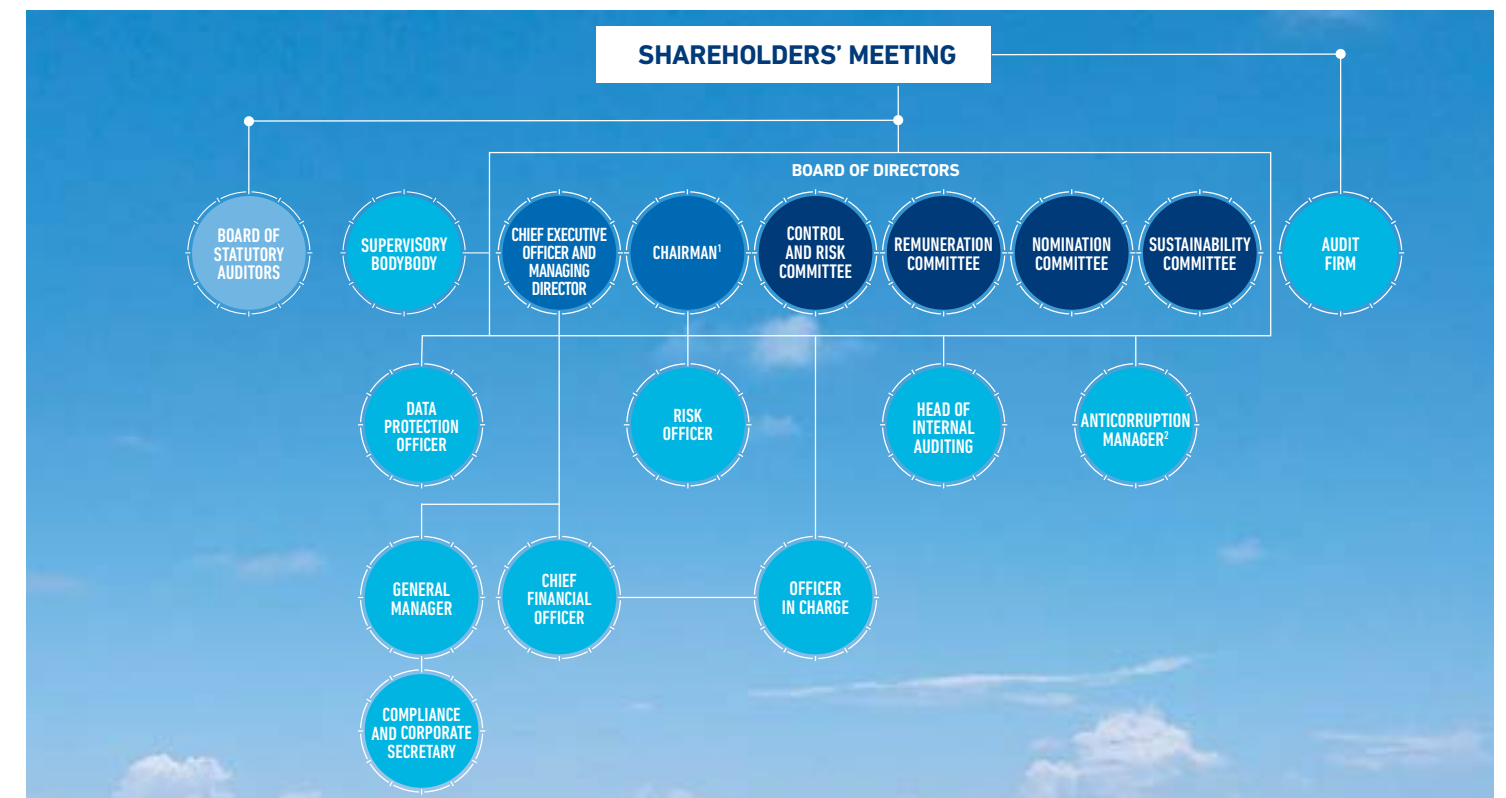 SHAREHOLDERS' MEETING
BOARD OF DIRECTORS
BOARD OF
STATUTORY
AUDITORS
SUPERVISORY
BODYBODY
CHIEF EXECUTIVE
OFFICER AND
MANAGING
DIRECTOR
CHAIRMAN¹
CONTROL
AND RISK
COMMITTEE
REMUNERATION
COMMITTEE
NOMINATION
COMMITTEE
SUSTAINABILITY
COMMITTEE
AUDIT
FIRM
DATA
PROTECTION
OFFICER
RISK
OFFICER
HEAD OF
INTERNAL
AUDITING
ANTICORRUPTION
MANAGER²
GENERAL
MANAGER
CHIEF
FINANCIAL
OFFICER
OFFICER
IN CHARGE
COMPLIANCE
AND CORPORATE
SECRETARY